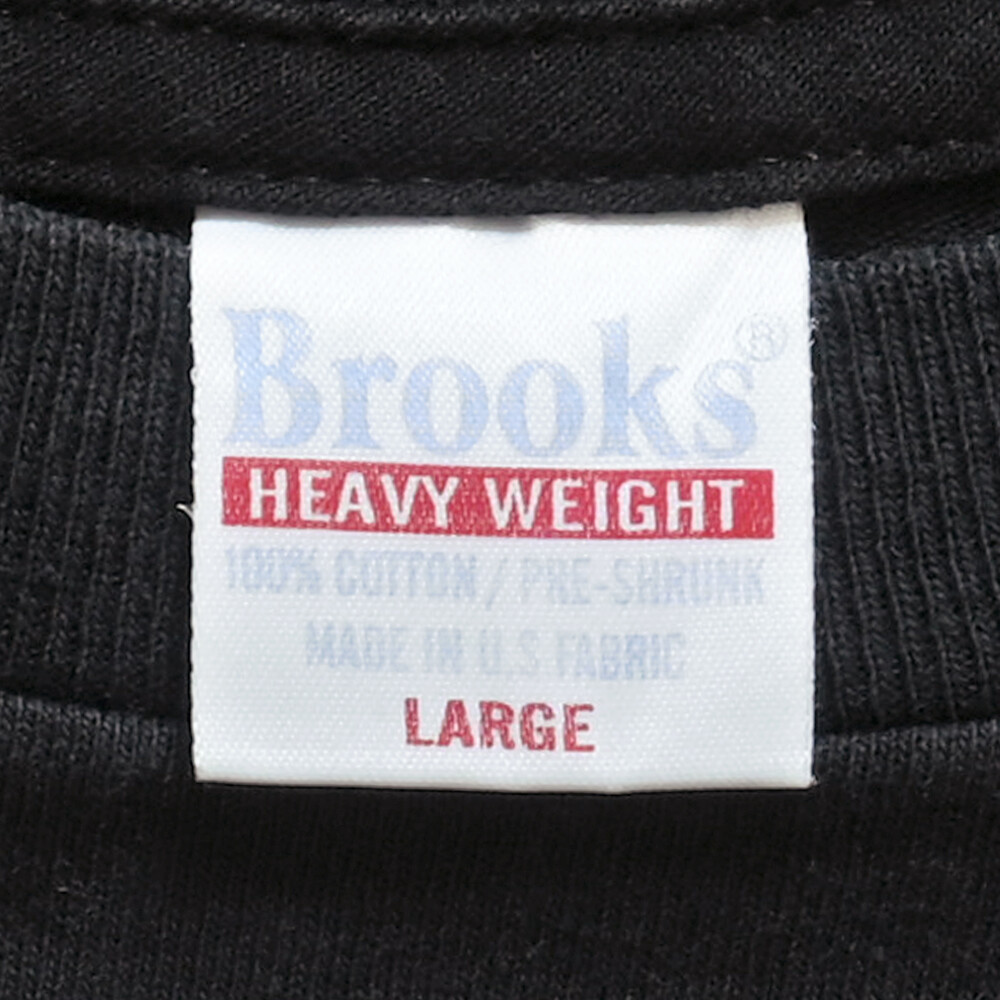 Brooks®
HEAVY WEIGHT
100% COTTON / PRE-SHRUNK
MADE IN U.S FABRIC
LARGE